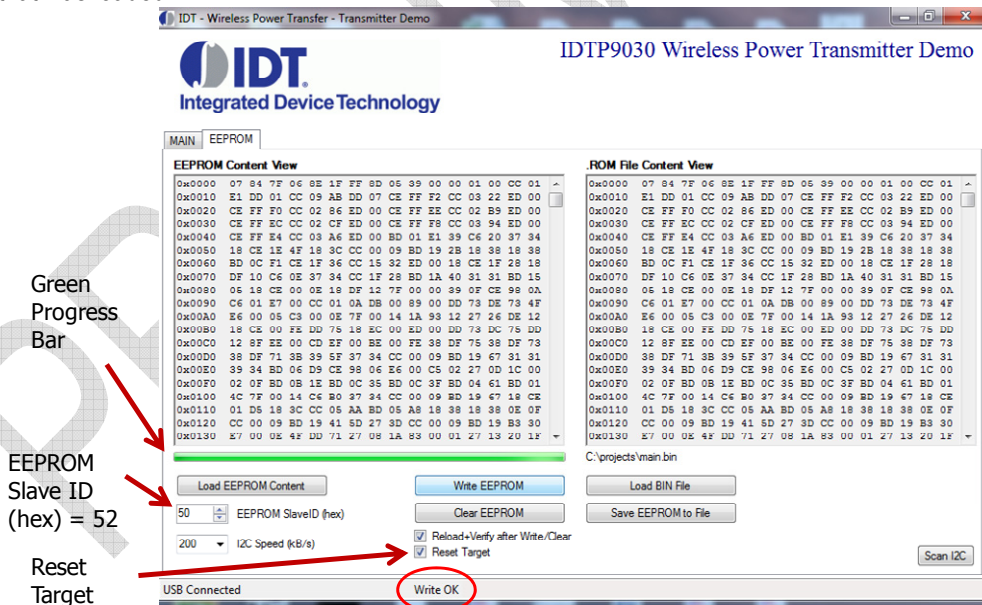 IDT - Wireless Power Transfer - Transmitter Demo
IDT
Integrated Device Technology
IDTP9030 Wireless Power Transmitter Demo
MAIN EEPROM
EEPROM Content View
0x0000 07 84 7F 06 8E 1F FF 8D 05 39 00 00 01 00 CC 01
0x0010 E1 DD 01 CC 09 AB DD 07 CE FF F2 CC 03 22 ED 00
0x0020 CE FF F0 CC 02 86 ED 00 CE FF EE CC 02 B9 ED 00
0x0030 CE FF EC CC 02 CF ED 00 CE FF F8 CC 03 94 ED 00
0x0040 CE FF E4 CC 03 A6 ED 00 BD 01 E1 39 C6 20 37 34
0x0050 18 CE 1E 4F 18 3C CC 00 09 BD 19 2B 18 38 18 38
0x0060 BD 0C F1 CE 1F 36 CC 15 32 ED 00 18 CE 1F 28 18
0x0070 DF 10 C6 0E 37 34 CC 1F 28 BD 1A 40 31 31 BD 15
0x0080 05 18 CE 00 0E 18 DF 12 7F 00 00 39 0F CE 98 0A
0x0090 C6 01 E7 00 CC 01 0A DB 00 89 00 DD 73 DE 73 4F
0x00A0 E6 00 05 C3 00 0E 7F 00 14 1A 93 12 27 26 DE 12
0x00B0 18 CE 00 FE DD 75 18 EC 00 ED 00 DD 73 DC 75 DD
0x00C0 12 8F EE 00 CD EF 00 BE 00 FE 38 DF 75 38 DF 73
0x00D0 38 DF 71 3B 39 5F 37 34 CC 00 09 BD 19 67 31 31
0x00E0 39 34 BD 06 D9 CE 98 06 E6 00 C5 02 27 0D 1C 00
0x00F0 02 0F BD 0B 1E BD 0C 35 BD 0C 3F BD 04 61 BD 01
0x0100 4C 7F 00 14 C6 B0 37 34 CC 00 09 BD 19 67 18 CE
0x0110 01 D5 18 3C CC 05 AA BD 05 A8 18 38 18 38 0E 0F
0x0120 CC 00 09 BD 19 41 5D 27 3D CC 00 09 BD 19 B3 30
0x0130 E7 00 0E 4F DD 71 27 08 1A 83 00 01 27 13 20 1F
.ROM File Content View
0x0000 07 84 7F 06 8E 1F FF 8D 05 39 00 00 01 00 CC 01
0x0010 E1 DD 01 CC 09 AB DD 07 CE FF F2 CC 03 22 ED 00
0x0020 CE FF F0 CC 02 86 ED 00 CE FF EE CC 02 B9 ED 00
0x0030 CE FF EC CC 02 CF ED 00 CE FF F8 CC 03 94 ED 00
0x0040 CE FF E4 CC 03 A6 ED 00 BD 01 E1 39 C6 20 37 34
0x0050 18 CE 1E 4F 18 3C CC 00 09 BD 19 2B 18 38 18 38
0x0060 BD 0C F1 CE 1F 36 CC 15 32 ED 00 18 CE 1F 28 18
0x0070 DF 10 C6 0E 37 34 CC 1F 28 BD 1A 40 31 31 BD 15
0x0080 05 18 CE 00 0E 18 DF 12 7F 00 00 39 0F CE 98 0A
0x0090 C6 01 E7 00 CC 01 0A DB 00 89 00 DD 73 DE 73 4F
0x00A0 E6 00 05 C3 00 0E 7F 00 14 1A 93 12 27 26 DE 12
0x00B0 18 CE 00 FE DD 75 18 EC 00 ED 00 DD 73 DC 75 DD
0x00C0 12 8F EE 00 CD EF 00 BE 00 FE 38 DF 75 38 DF 73
0x00D0 38 DF 71 3B 39 5F 37 34 CC 00 09 BD 19 67 31 31
0x00E0 39 34 BD 06 D9 CE 98 06 E6 00 C5 02 27 0D 1C 00
0x00F0 02 0F BD 0B 1E BD 0C 35 BD 0C 3F BD 04 61 BD 01
0x0100 4C 7F 00 14 C6 B0 37 34 CC 00 09 BD 19 67 18 CE
0x0110 01 D5 18 3C CC 05 AA BD 05 A8 18 38 18 38 0E 0F
0x0120 CC 00 09 BD 19 41 5D 27 3D CC 00 09 BD 19 B3 30
0x0130 E7 00 0E 4F DD 71 27 08 1A 83 00 01 27 13 20 1F
C:\projects\main.bin
Green
Progress
Bar
EEPROM
Slave ID
(hex) = 52
Reset
Target
Load EEPROM Content
Write EEPROM
Load BIN File
50 EEPROM SlaveID (hex)
Clear EEPROM
Save EEPROM to File
200 I2C Speed (kB/s)
Reload+Verify after Write/Clear
Reset Target
Scan I2C
USB Connected
Write OK